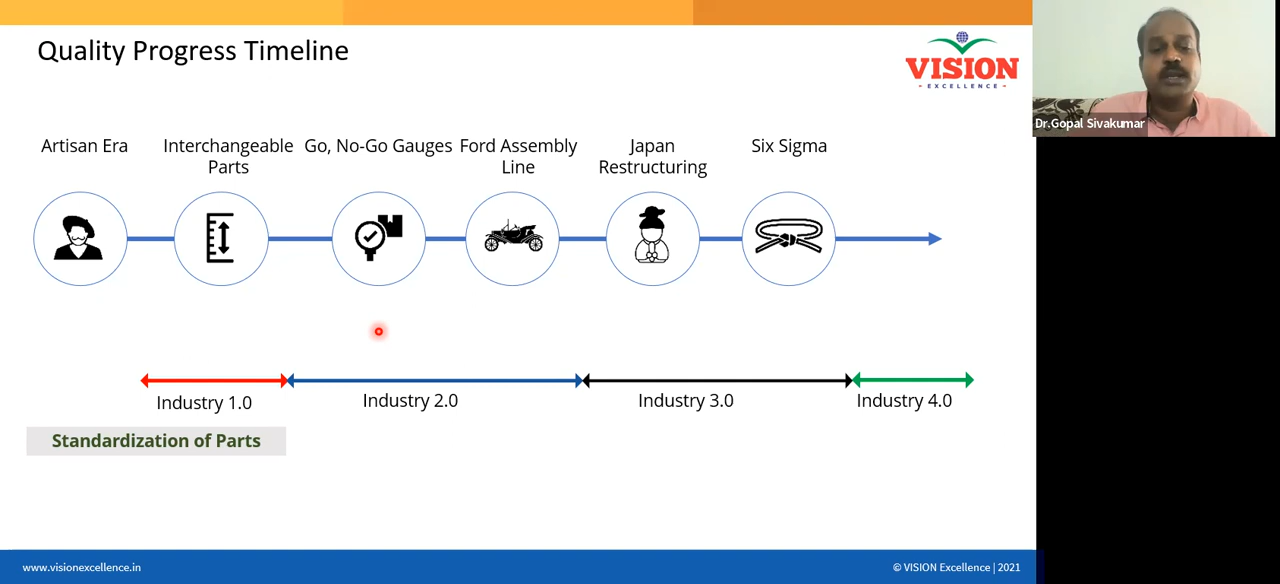 Quality Progress Timeline
VISION
- EXCELLENCE -
Dr.Gopal Sivakumar
Artisan Era
Interchangeable
Parts
Go, No-Go Gauges
Ford Assembly
Line
Japan
Restructuring
Six Sigma
Industry 1.0
Industry 2.0
Industry 3.0
Industry 4.0
Standardization of Parts
www.visionexcellence.in
© VISION Excellence | 2021